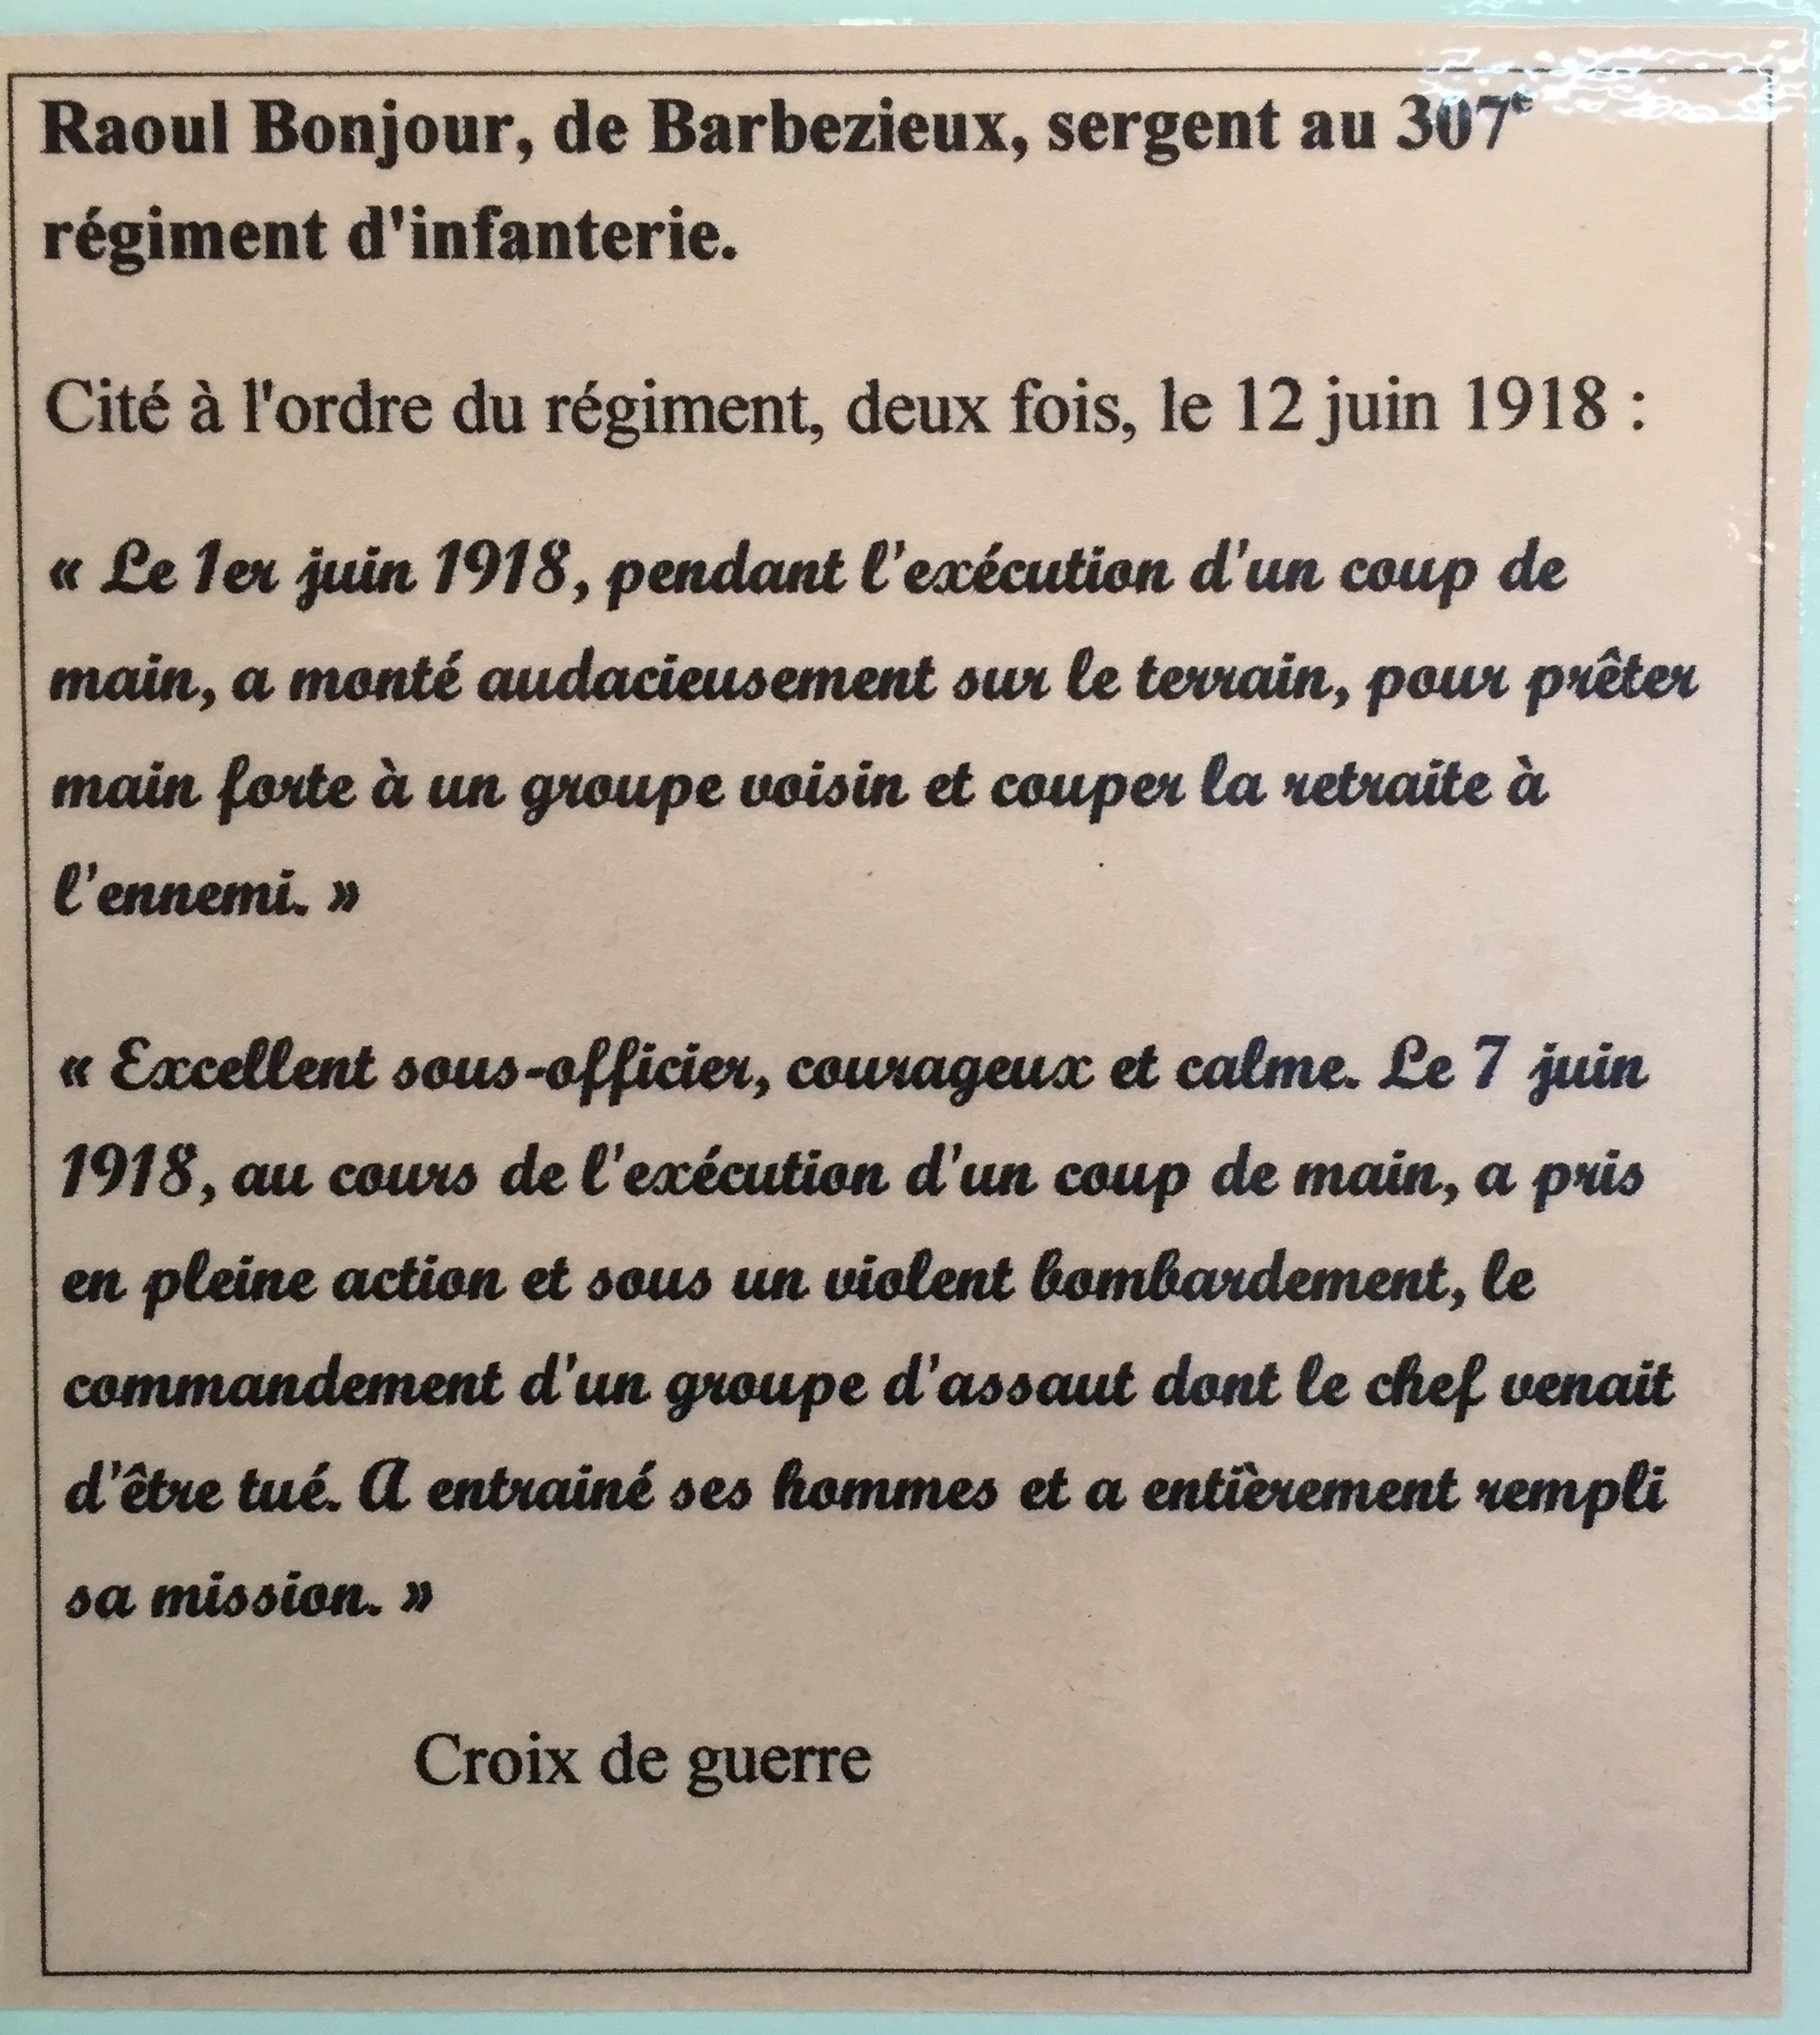 Raoul Bonjour, de Barbezieux, sergent au 307e
régiment d'infanterie.
Cité à l'ordre du régiment, deux fois, le 12 juin 1918 :
« Le 1er juin 1918, pendant l'exécution d'un coup de
main, a monté audacieusement sur le terrain, pour prêter
main forte à un groupe voisin et couper la retraite à
l'ennemi. »
« Excellent sous-officier, courageux et calme. Le 7 juin
1918, au cours de l'exécution d'un coup de main, a pris
en pleine action et sous un violent bombardement, le
commandement d'un groupe d'assaut dont le chef venait
d'être tué. A entrainé ses hommes et a entièrement rempli
sa mission. »
Croix de guerre